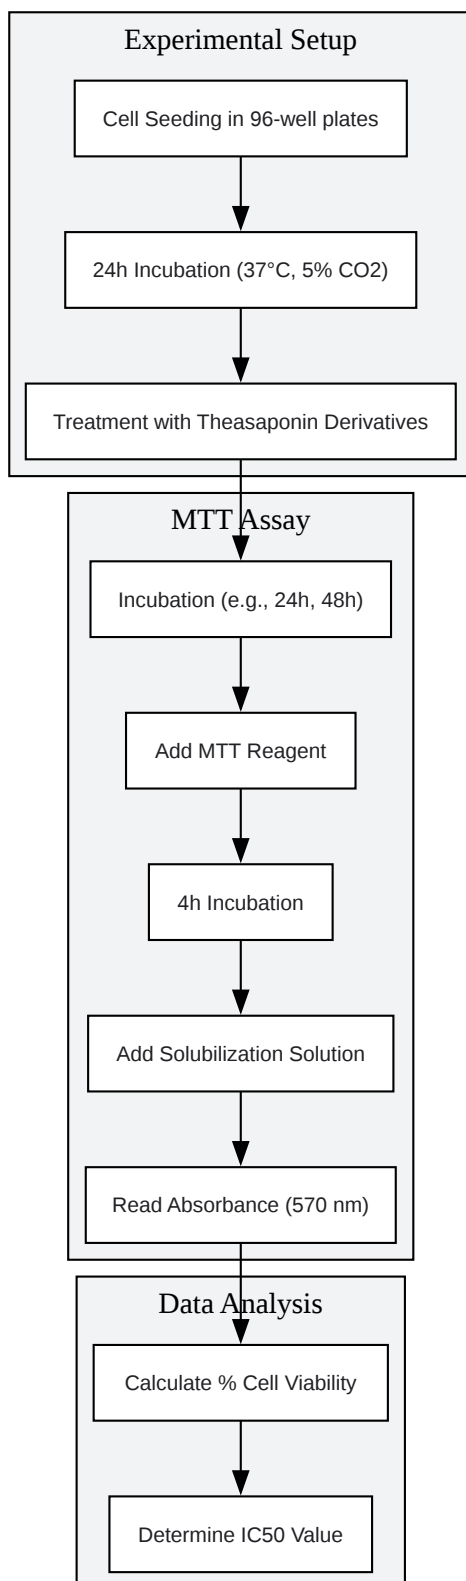 Experimental Setup
Cell Seeding in 96-well plates
24h Incubation (37°C, 5% CO2)
Treatment with Theasaponin Derivatives
MTT Assay
Incubation (e.g., 24h, 48h)
Add MTT Reagent
4h Incubation
Add Solubilization Solution
Read Absorbance (570 nm)
Data Analysis
Calculate % Cell Viability
Determine IC50 Value